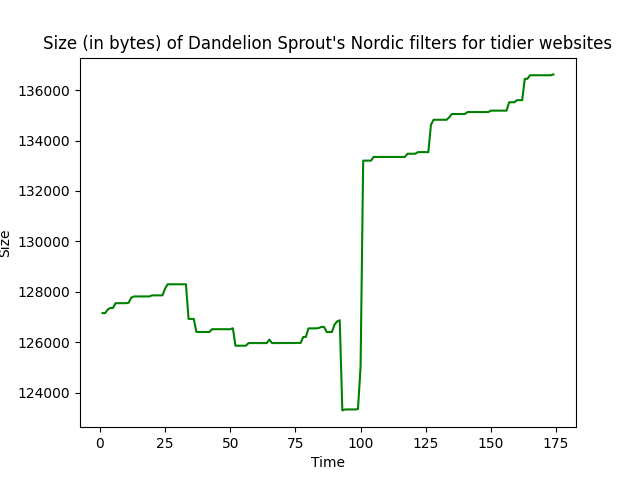 Size (in bytes) of Dandelion Sprout's Nordic filters for tidier websites
136000
134000
132000
130000
128000
126000
124000
Size
0 25 50 75 100 125 150 175
Time